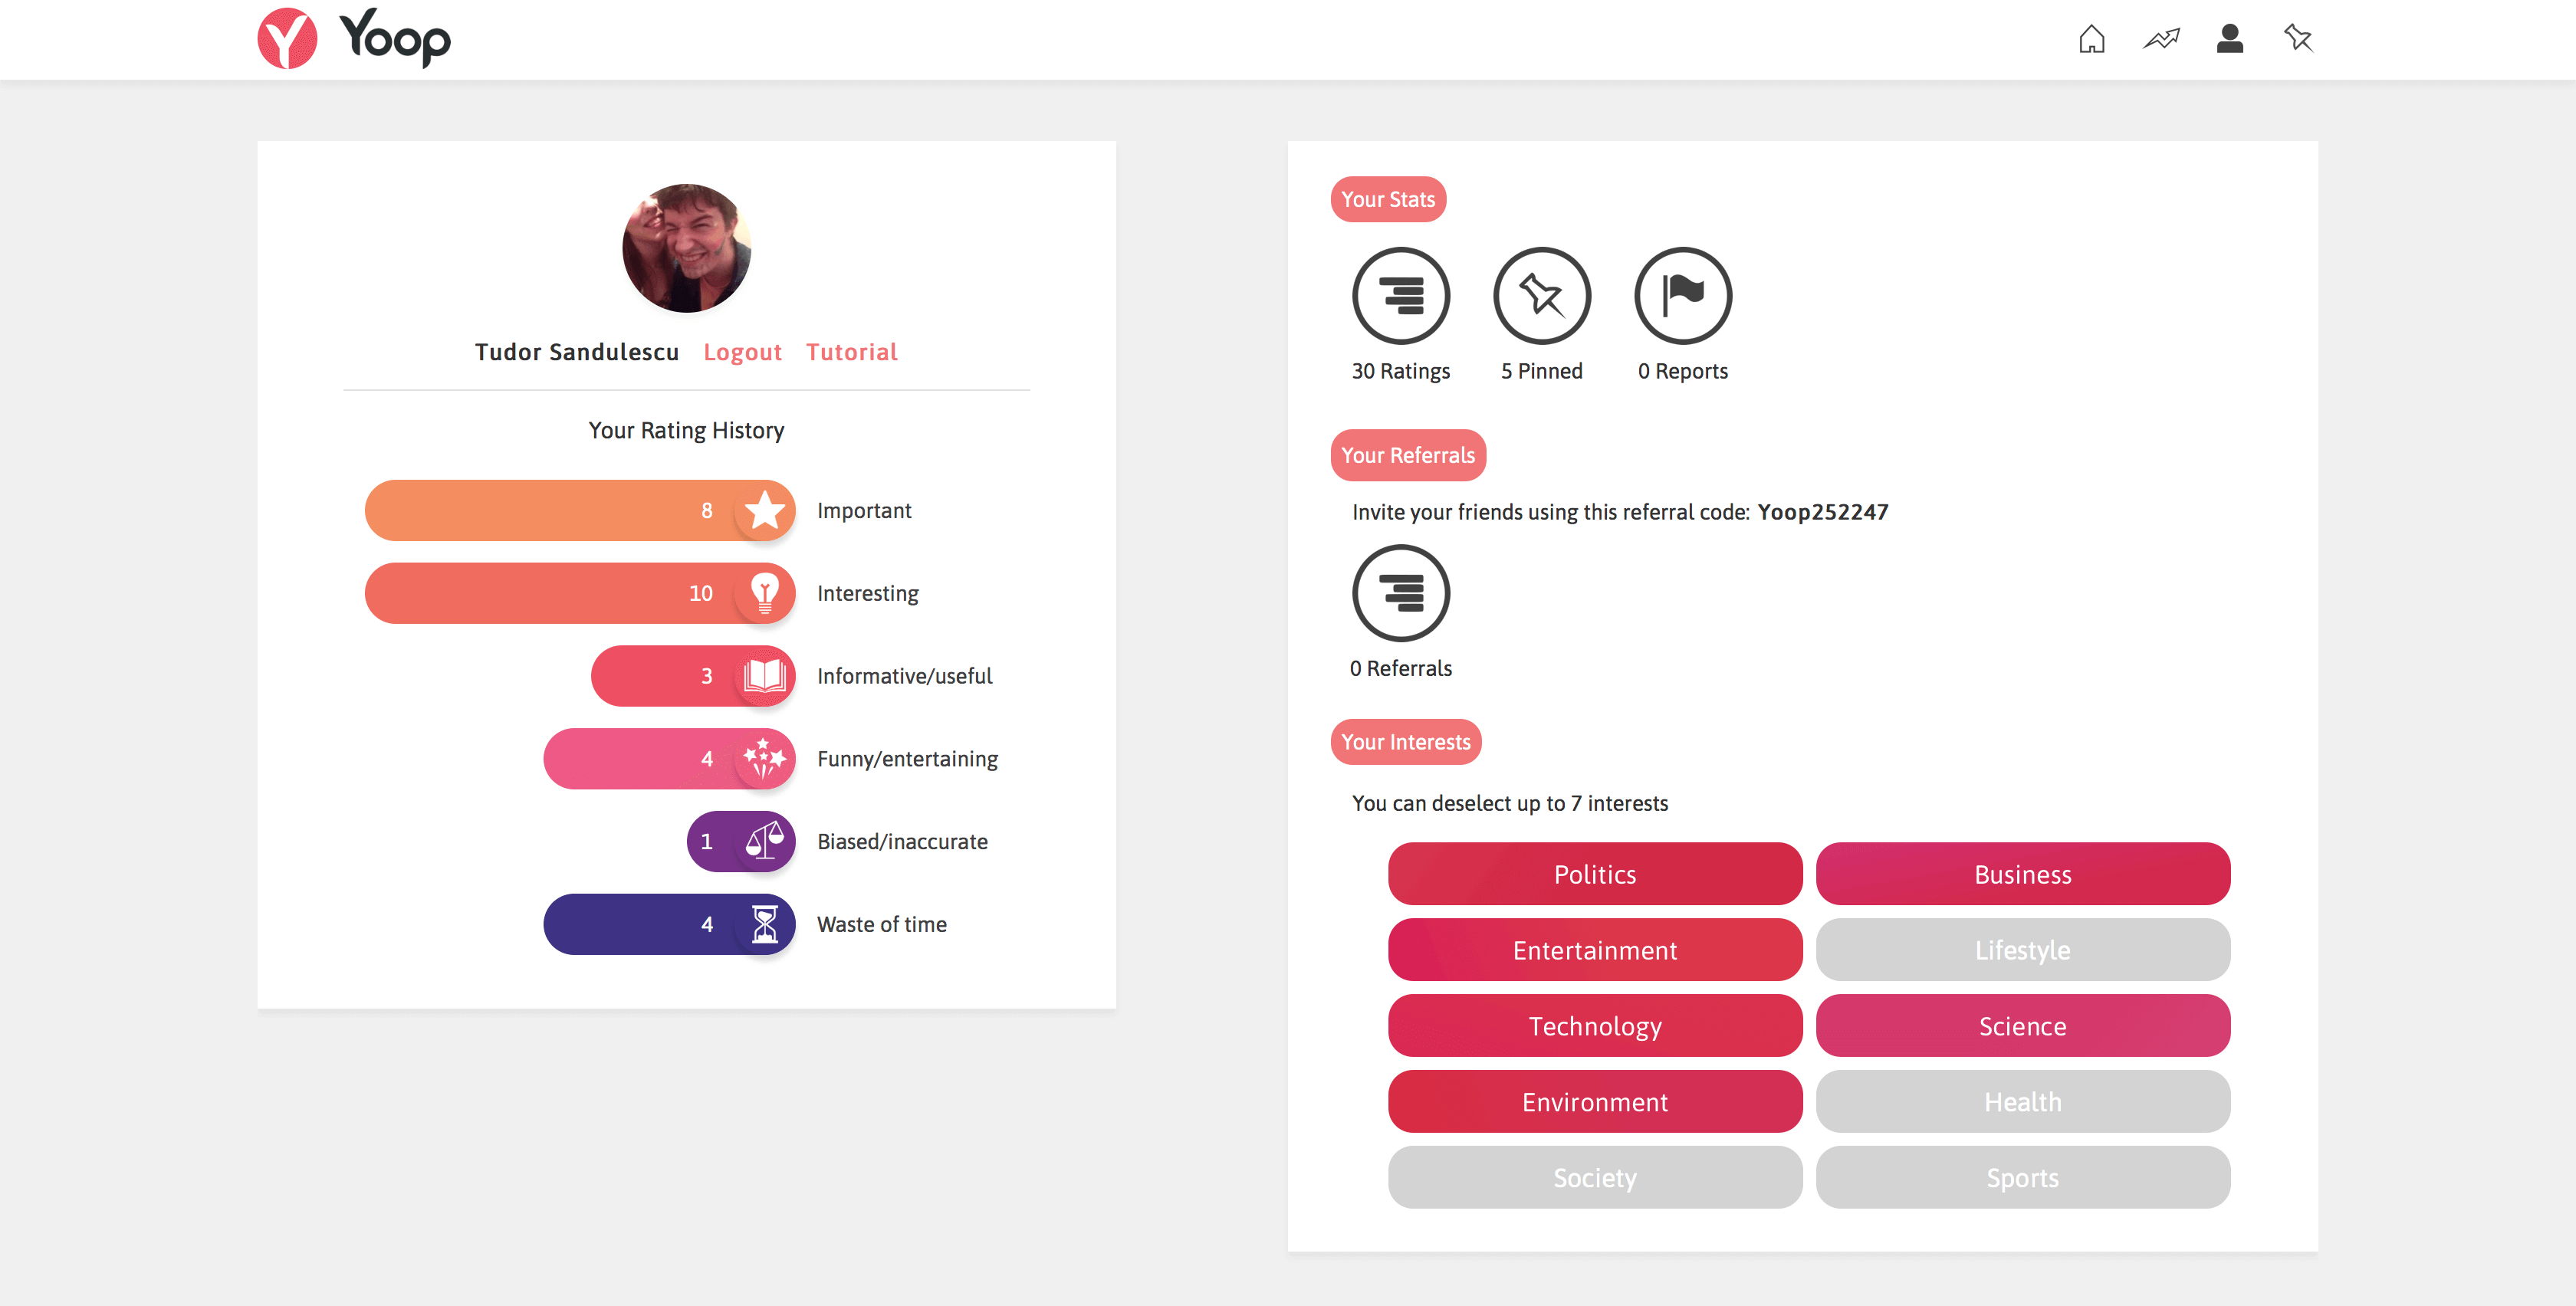 Yoop
Tudor Sandulescu Logout Tutorial
Your Rating History
8 Important
10 Interesting
3 Informative/useful
4 Funny/entertaining
1 Biased/inaccurate
4 Waste of time
Your Stats
30 Ratings 5 Pinned 0 Reports
Your Referrals
Invite your friends using this referral code: Yoop252247
0 Referrals
Your Interests
You can deselect up to 7 interests
Politics Business
Entertainment Lifestyle
Technology Science
Environment Health
Society Sports